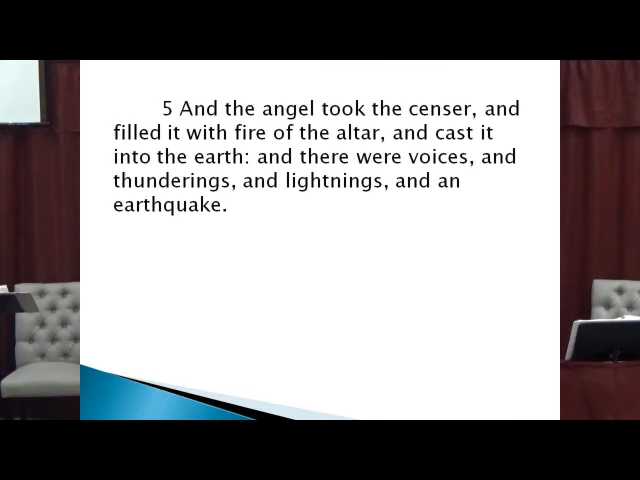 5 And the angel took the censer, and
filled it with fire of the altar, and cast it
into the earth: and there were voices, and
thunderings, and lightnings, and an
earthquake.